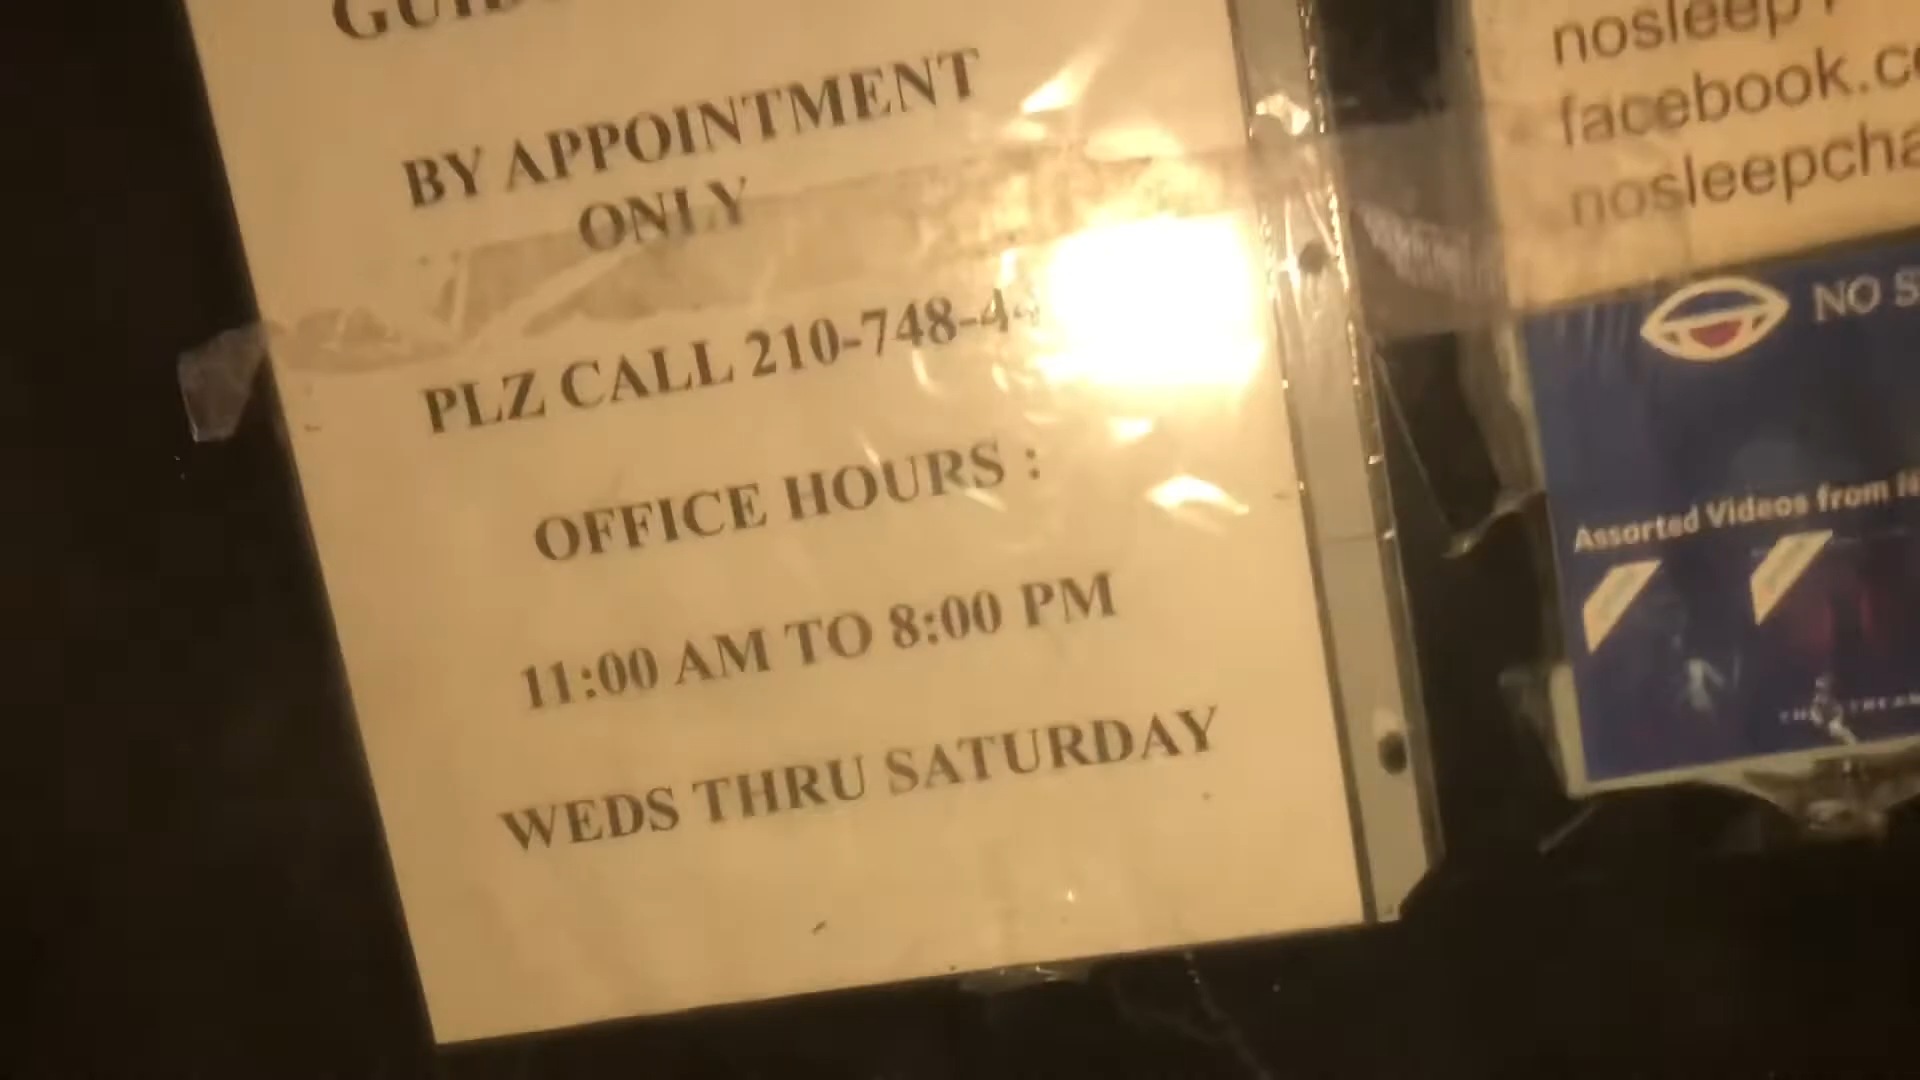 BY APPOINTMENT
ONLY
PLZ CALL 210-748-4
OFFICE HOURS :
11:00 AM TO 8:00 PM
WEDS THRU SATURDAY
nosleep
facebook.c
nosleepcha
NO S
Assorted Videos from